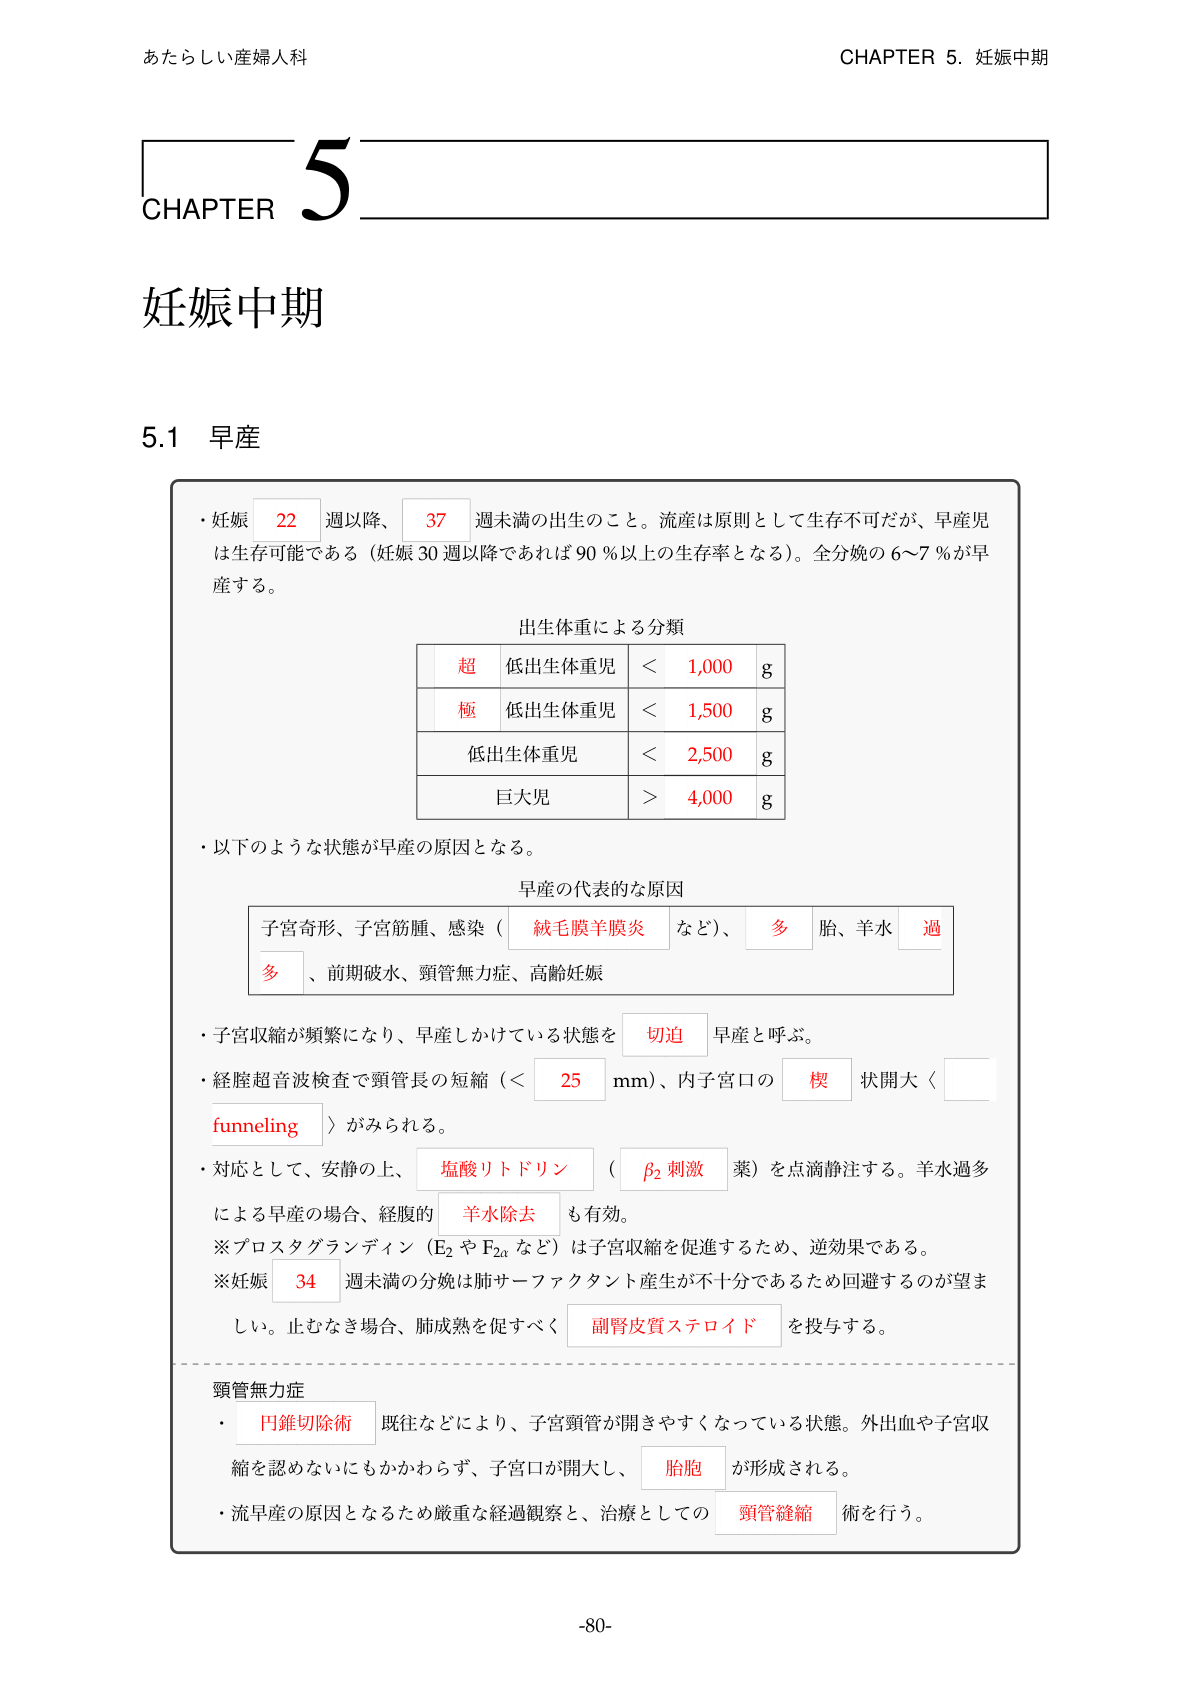 あたらしい産婦人科
CHAPTER 5. 妊娠中期
CHAPTER 5
妊娠中期
5.1 早産
・妊娠 22 週以降、 37 週未満の出生のこと。流産は原則として生存不可だが、早産児
は生存可能である（妊娠 30 週以降であれば 90 %以上の生存率となる）。全分娩の 6〜7 %が早
産する。
出生体重による分類
超 低出生体重児 ＜ 1,000 g
極 低出生体重児 ＜ 1,500 g
低出生体重児 ＜ 2,500 g
巨大児 ＞ 4,000 g
・以下のような状態が早産の原因となる。
早産の代表的な原因
子宮奇形、子宮筋腫、感染（ 絨毛膜羊膜炎 など）、 多 胎、羊水 過
多 、前期破水、頸管無力症、高齢妊娠
・子宮収縮が頻繁になり、早産しかけている状態を 切迫 早産と呼ぶ。
・経腟超音波検査で頸管長の短縮（＜ 25 mm）、内子宮口の 楔 状開大〈
funneling 〉がみられる。
・対応として、安静の上、 塩酸リトドリン （ β2 刺激 薬）を点滴静注する。羊水過多
による早産の場合、経腹的 羊水除去 も有効。
※プロスタグランディン（E2 や F2α など）は子宮収縮を促進するため、逆効果である。
※妊娠 34 週未満の分娩は肺サーファクタント産生が不十分であるため回避するのが望ま
しい。止むなき場合、肺成熟を促すべく 副腎皮質ステロイド を投与する。
頸管無力症
・ 円錐切除術 既往などにより、子宮頸管が開きやすくなっている状態。外出血や子宮収
縮を認めないにもかかわらず、子宮口が開大し、 胎胞 が形成される。
・流早産の原因となるため厳重な経過観察と、治療としての 頸管縫縮 術を行う。
-80-